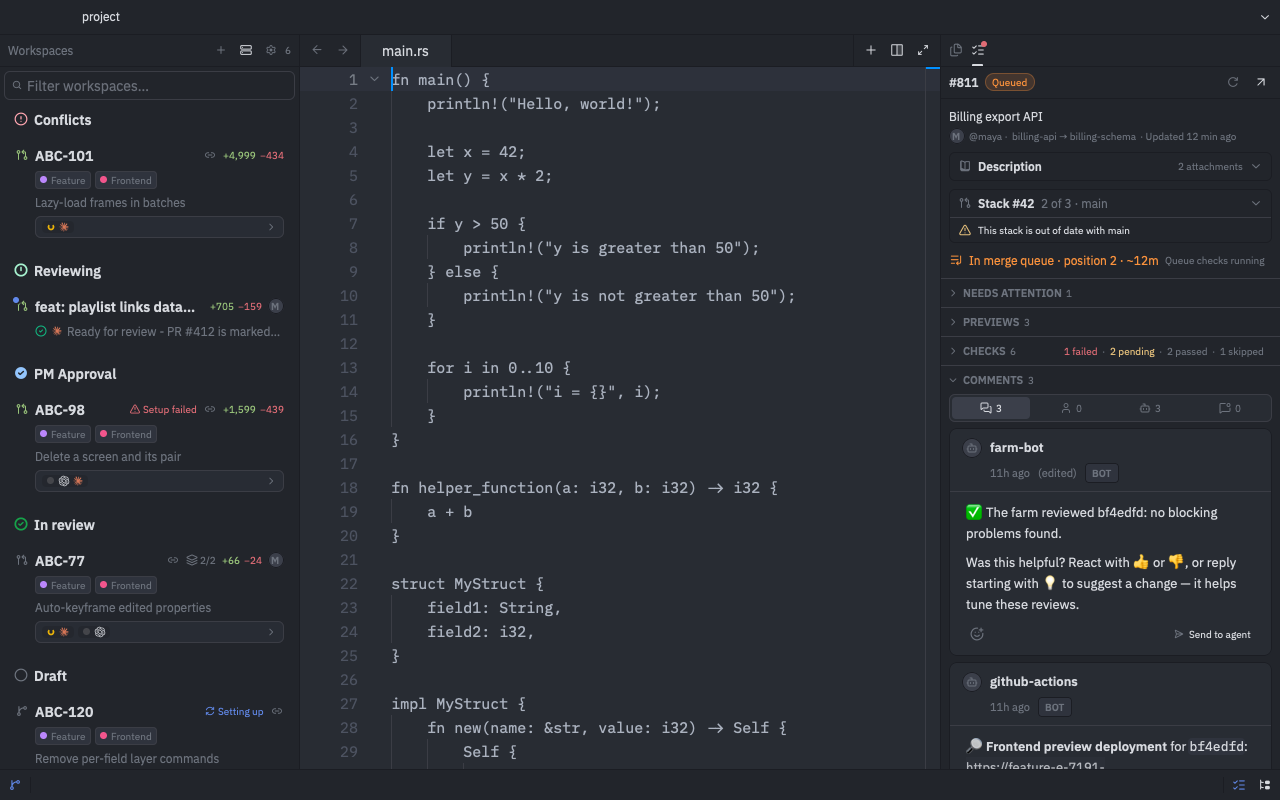 project
Workspaces
6
Filter workspaces...
Conflicts
ABC-101 +4,999 −434
Feature Frontend
Lazy-load frames in batches
Reviewing
feat: playlist links data... +705 −159 M
Ready for review - PR #412 is marked...
PM Approval
ABC-98 Setup failed +1,599 −439
Feature Frontend
Delete a screen and its pair
In review
ABC-77 2/2 +66 −24 M
Feature Frontend
Auto-keyframe edited properties
Draft
ABC-120 Setting up
Feature Frontend
Remove per-field layer commands
main.rs
1 fn main() {
2 println!("Hello, world!");
3
4 let x = 42;
5 let y = x * 2;
6
7 if y > 50 {
8 println!("y is greater than 50");
9 } else {
10 println!("y is not greater than 50");
11 }
12
13 for i in 0..10 {
14 println!("i = {}", i);
15 }
16 }
17
18 fn helper_function(a: i32, b: i32) -> i32 {
19 a + b
20 }
21
22 struct MyStruct {
23 field1: String,
24 field2: i32,
25 }
26
27 impl MyStruct {
28 fn new(name: &str, value: i32) -> Self {
29 Self {
#811 Queued
Billing export API
M @maya · billing-api → billing-schema · Updated 12 min ago
Description 2 attachments
Stack #42 2 of 3 · main
This stack is out of date with main
In merge queue · position 2 · ~12m Queue checks running
NEEDS ATTENTION 1
PREVIEWS 3
CHECKS 6 1 failed · 2 pending · 2 passed · 1 skipped
COMMENTS 3
3 0 3 0
farm-bot
11h ago (edited) BOT
✅ The farm reviewed bf4edfd: no blocking
problems found.
Was this helpful? React with 👍 or 👎, or reply
starting with 💡 to suggest a change — it helps
tune these reviews.
Send to agent
github-actions
11h ago BOT
🔎 Frontend preview deployment for bf4edfd:
https://feature-e-7191-